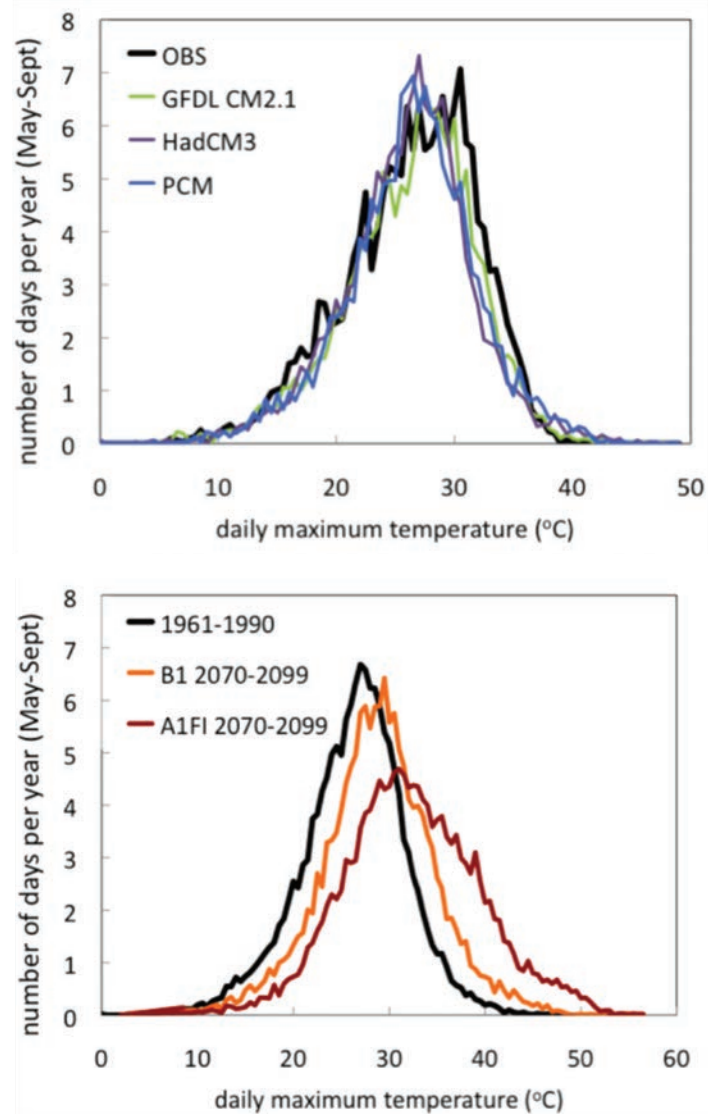 number of days per year (May-Sept)
8
7
6
5
4
3
2
1
0
OBS
GFDL CM2.1
HadCM3
PCM
0 10 20 30 40 50
daily maximum temperature (°C)
number of days per year (May-Sept)
8
7
6
5
4
3
2
1
0
1961-1990
B1 2070-2099
A1FI 2070-2099
0 10 20 30 40 50 60
daily maximum temperature (°C)